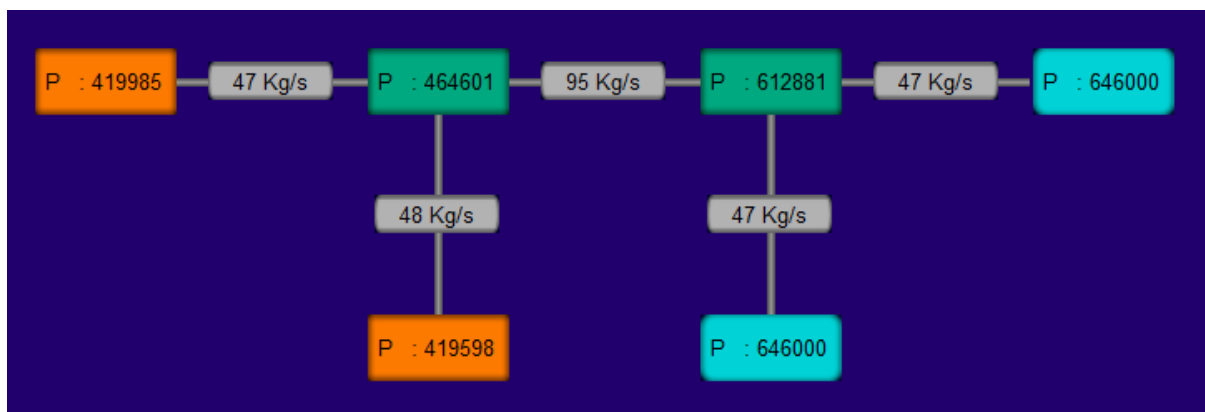 P : 419985
47 Kg/s
P : 464601
95 Kg/s
P : 612881
47 Kg/s
P : 646000
48 Kg/s
47 Kg/s
P : 419598
P : 646000